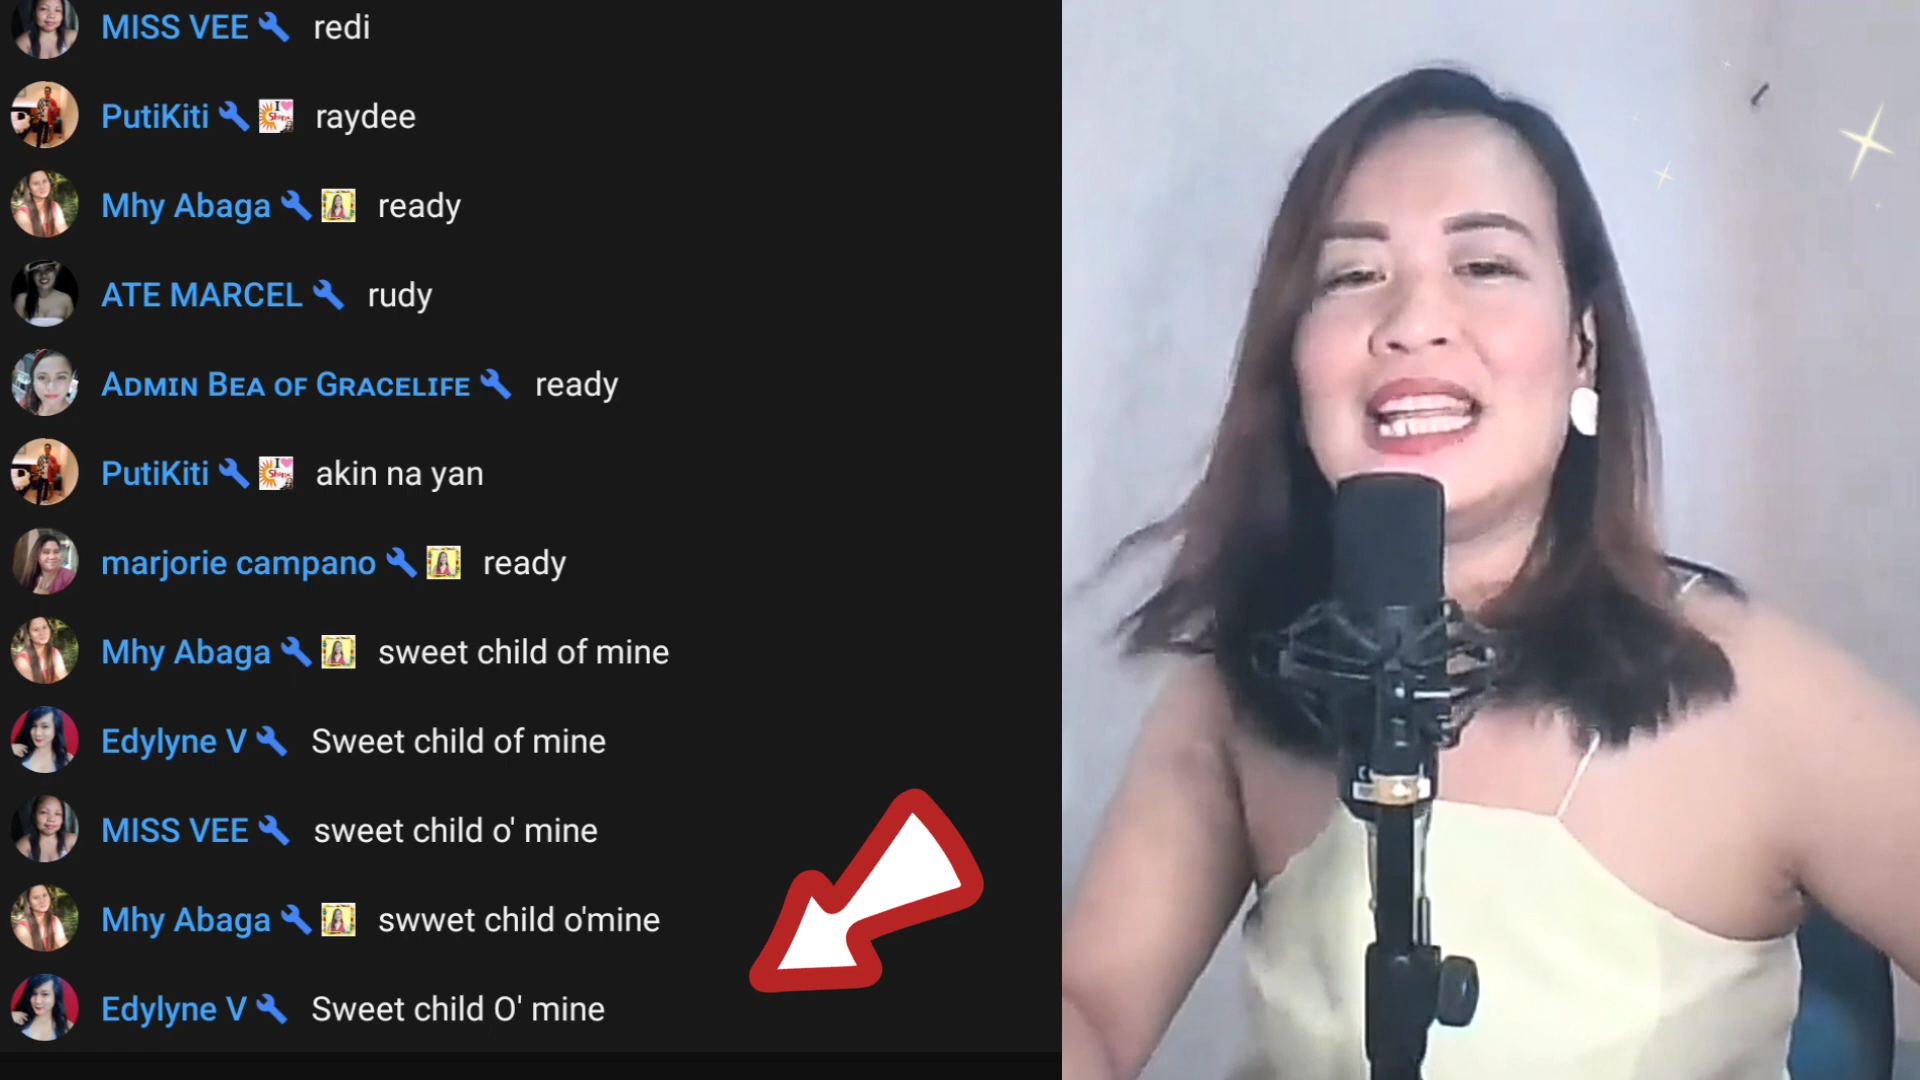 MISS VEE redi
PutiKiti raydee
Mhy Abaga ready
ATE MARCEL rudy
Admin Bea of Gracelife ready
PutiKiti akin na yan
marjorie campano ready
Mhy Abaga sweet child of mine
Edylyne V Sweet child of mine
MISS VEE sweet child o' mine
Mhy Abaga swwet child o'mine
Edylyne V Sweet child O' mine